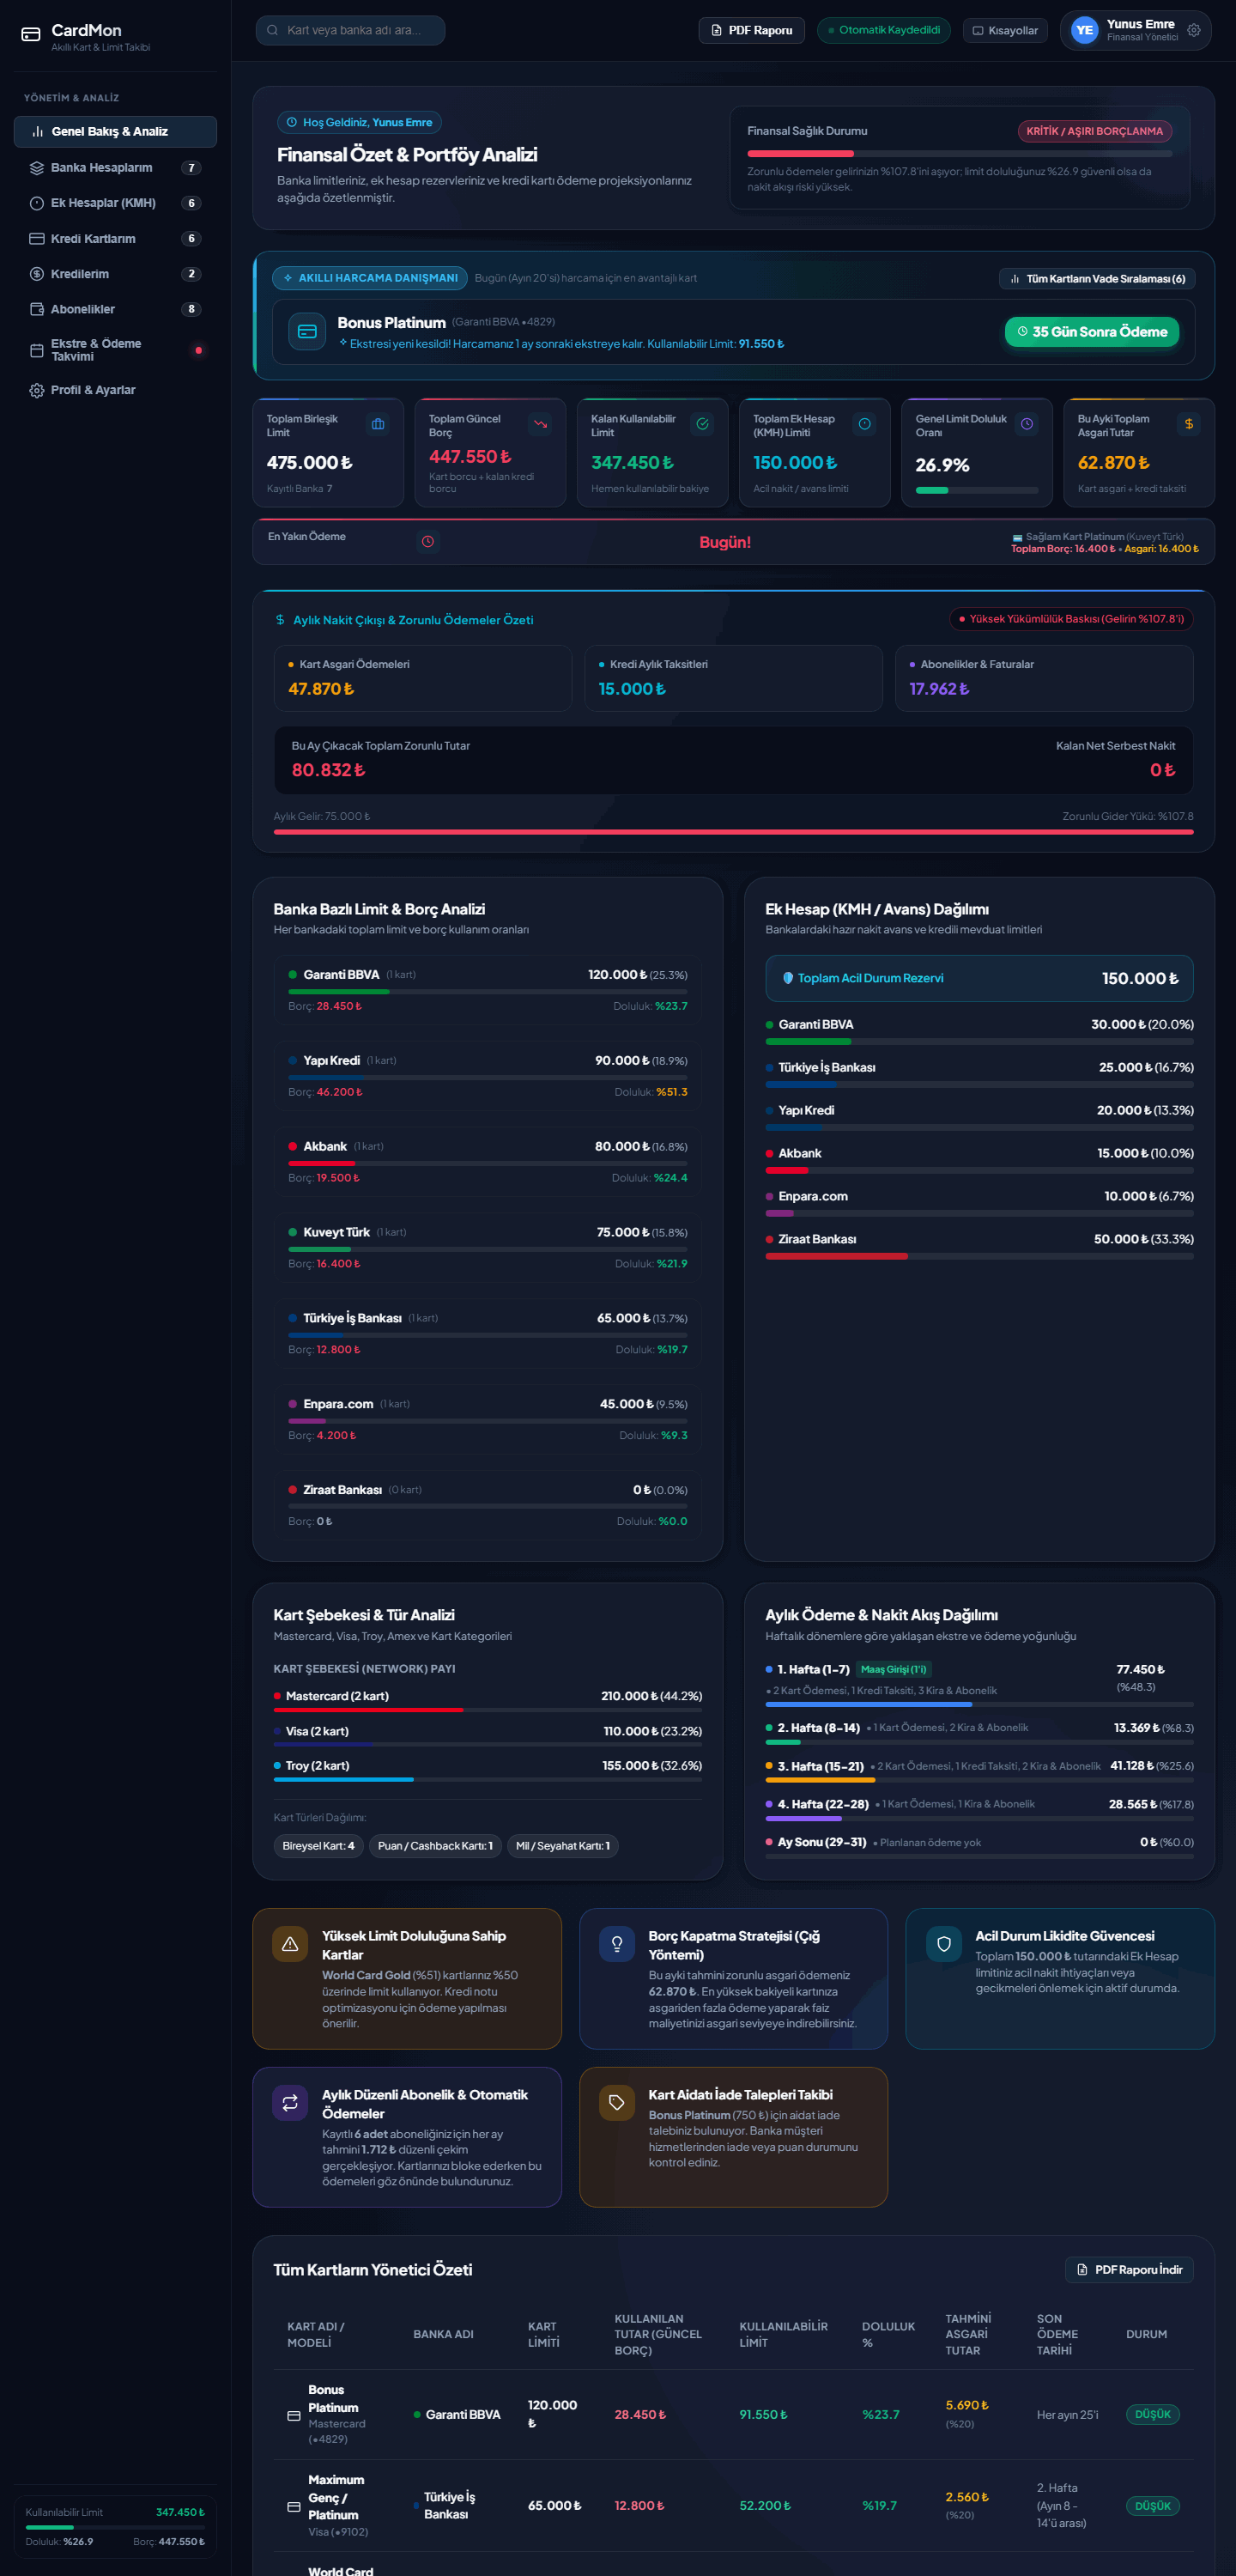 CardMon
Akıllı Kart & Limit Takibi
YÖNETİM & ANALİZ
Genel Bakış & Analiz
Banka Hesaplarım 7
Ek Hesaplar (KMH) 6
Kredi Kartlarım 6
Kredilerim 2
Abonelikler 8
Ekstre & Ödeme
Takvimi
Profil & Ayarlar
Kullanılabilir Limit 347.450 ₺
Doluluk: %26.9 Borç: 447.550 ₺
Kart veya banka adı ara...
PDF Raporu
Otomatik Kaydedildi
Kısayollar
YE
Yunus Emre
Finansal Yönetici
Hoş Geldiniz, Yunus Emre
Finansal Özet & Portföy Analizi
Banka limitleriniz, ek hesap rezervleriniz ve kredi kartı ödeme projeksiyonlarınız
aşağıda özetlenmiştir.
Finansal Sağlık Durumu
KRİTİK / AŞIRI BORÇLANMA
Zorunlu ödemeler gelirinizin %107.8'ini aşıyor; limit doluluğunuz %26.9 güvenli olsa da
nakit akışı riski yüksek.
AKILLI HARCAMA DANIŞMANI
Bugün (Ayın 20'si) harcama için en avantajlı kart
Tüm Kartların Vade Sıralaması (6)
Bonus Platinum (Garanti BBVA •4829)
Ekstresi yeni kesildi! Harcamanız 1 ay sonraki ekstreye kalır. Kullanılabilir Limit: 91.550 ₺
35 Gün Sonra Ödeme
Toplam Birleşik
Limit
475.000 ₺
Kayıtlı Banka 7
Toplam Güncel
Borç
447.550 ₺
Kart borcu + kalan kredi
borcu
Kalan Kullanılabilir
Limit
347.450 ₺
Hemen kullanılabilir bakiye
Toplam Ek Hesap
(KMH) Limiti
150.000 ₺
Acil nakit / avans limiti
Genel Limit Doluluk
Oranı
26.9%
Bu Ayki Toplam
Asgari Tutar
62.870 ₺
Kart asgari + kredi taksiti
En Yakın Ödeme
Bugün!
Sağlam Kart Platinum (Kuveyt Türk)
Toplam Borç: 16.400 ₺ • Asgari: 16.400 ₺
Aylık Nakit Çıkışı & Zorunlu Ödemeler Özeti
Yüksek Yükümlülük Baskısı (Gelirin %107.8'i)
Kart Asgari Ödemeleri
47.870 ₺
Kredi Aylık Taksitleri
15.000 ₺
Abonelikler & Faturalar
17.962 ₺
Bu Ay Çıkacak Toplam Zorunlu Tutar
80.832 ₺
Kalan Net Serbest Nakit
0 ₺
Aylık Gelir: 75.000 ₺
Zorunlu Gider Yükü: %107.8
Banka Bazlı Limit & Borç Analizi
Her bankadaki toplam limit ve borç kullanım oranları
Garanti BBVA (1 kart) 120.000 ₺ (25.3%)
Borç: 28.450 ₺ Doluluk: %23.7
Yapı Kredi (1 kart) 90.000 ₺ (18.9%)
Borç: 46.200 ₺ Doluluk: %51.3
Akbank (1 kart) 80.000 ₺ (16.8%)
Borç: 19.500 ₺ Doluluk: %24.4
Kuveyt Türk (1 kart) 75.000 ₺ (15.8%)
Borç: 16.400 ₺ Doluluk: %21.9
Türkiye İş Bankası (1 kart) 65.000 ₺ (13.7%)
Borç: 12.800 ₺ Doluluk: %19.7
Enpara.com (1 kart) 45.000 ₺ (9.5%)
Borç: 4.200 ₺ Doluluk: %9.3
Ziraat Bankası (0 kart) 0 ₺ (0.0%)
Borç: 0 ₺ Doluluk: %0.0
Ek Hesap (KMH / Avans) Dağılımı
Bankalardaki hazır nakit avans ve kredili mevduat limitleri
Toplam Acil Durum Rezervi 150.000 ₺
Garanti BBVA 30.000 ₺ (20.0%)
Türkiye İş Bankası 25.000 ₺ (16.7%)
Yapı Kredi 20.000 ₺ (13.3%)
Akbank 15.000 ₺ (10.0%)
Enpara.com 10.000 ₺ (6.7%)
Ziraat Bankası 50.000 ₺ (33.3%)
Kart Şebekesi & Tür Analizi
Mastercard, Visa, Troy, Amex ve Kart Kategorileri
KART ŞEBEKESİ (NETWORK) PAYI
Mastercard (2 kart) 210.000 ₺ (44.2%)
Visa (2 kart) 110.000 ₺ (23.2%)
Troy (2 kart) 155.000 ₺ (32.6%)
Kart Türleri Dağılımı:
Bireysel Kart: 4 Puan / Cashback Kartı: 1 Mil / Seyahat Kartı: 1
Aylık Ödeme & Nakit Akış Dağılımı
Haftalık dönemlere göre yaklaşan ekstre ve ödeme yoğunluğu
1. Hafta (1-7) Maaş Girişi (1'i) 77.450 ₺
(%48.3)
• 2 Kart Ödemesi, 1 Kredi Taksiti, 3 Kira & Abonelik
2. Hafta (8-14) • 1 Kart Ödemesi, 2 Kira & Abonelik 13.369 ₺ (%8.3)
3. Hafta (15-21) • 2 Kart Ödemesi, 1 Kredi Taksiti, 2 Kira & Abonelik 41.128 ₺ (%25.6)
4. Hafta (22-28) • 1 Kart Ödemesi, 1 Kira & Abonelik 28.565 ₺ (%17.8)
Ay Sonu (29-31) • Planlanan ödeme yok 0 ₺ (%0.0)
Yüksek Limit Doluluğuna Sahip
Kartlar
World Card Gold (%51) kartlarınız %50
üzerinde limit kullanıyor. Kredi notu
optimizasyonu için ödeme yapılması
önerilir.
Borç Kapatma Stratejisi (Çığ
Yöntemi)
Bu ayki tahmini zorunlu asgari ödemeniz
62.870 ₺. En yüksek bakiyeli kartınıza
asgariden fazla ödeme yaparak faiz
maliyetinizi asgari seviyeye indirebilirsiniz.
Acil Durum Likidite Güvencesi
Toplam 150.000 ₺ tutarındaki Ek Hesap
limitiniz acil nakit ihtiyaçları veya
gecikmeleri önlemek için aktif durumda.
Aylık Düzenli Abonelik & Otomatik
Ödemeler
Kayıtlı 6 adet aboneliğiniz için her ay
tahmini 1.712 ₺ düzenli çekim
gerçekleşiyor. Kartlarınızı bloke ederken bu
ödemeleri göz önünde bulundurunuz.
Kart Aidatı İade Talepleri Takibi
Bonus Platinum (750 ₺) için aidat iade
talebiniz bulunuyor. Banka müşteri
hizmetlerinden iade veya puan durumunu
kontrol ediniz.
Tüm Kartların Yönetici Özeti
PDF Raporu İndir
KART ADI /
MODELİ
BANKA ADI
KART
LİMİTİ
KULLANILAN
TUTAR (GÜNCEL
BORÇ)
KULLANILABİLİR
LİMİT
DOLULUK
%
TAHMİNİ
ASGARİ
TUTAR
SON
ÖDEME
TARİHİ
DURUM
Bonus
Platinum
Mastercard
(•4829)
Garanti BBVA
120.000
₺
28.450 ₺
91.550 ₺
%23.7
5.690 ₺
(%20)
Her ayın 25'i
DÜŞÜK
Maximum
Genç /
Platinum
Visa (•9102)
Türkiye İş
Bankası
65.000 ₺
12.800 ₺
52.200 ₺
%19.7
2.560 ₺
(%20)
2. Hafta
(Ayın 8 -
14'ü arası)
DÜŞÜK
World Card